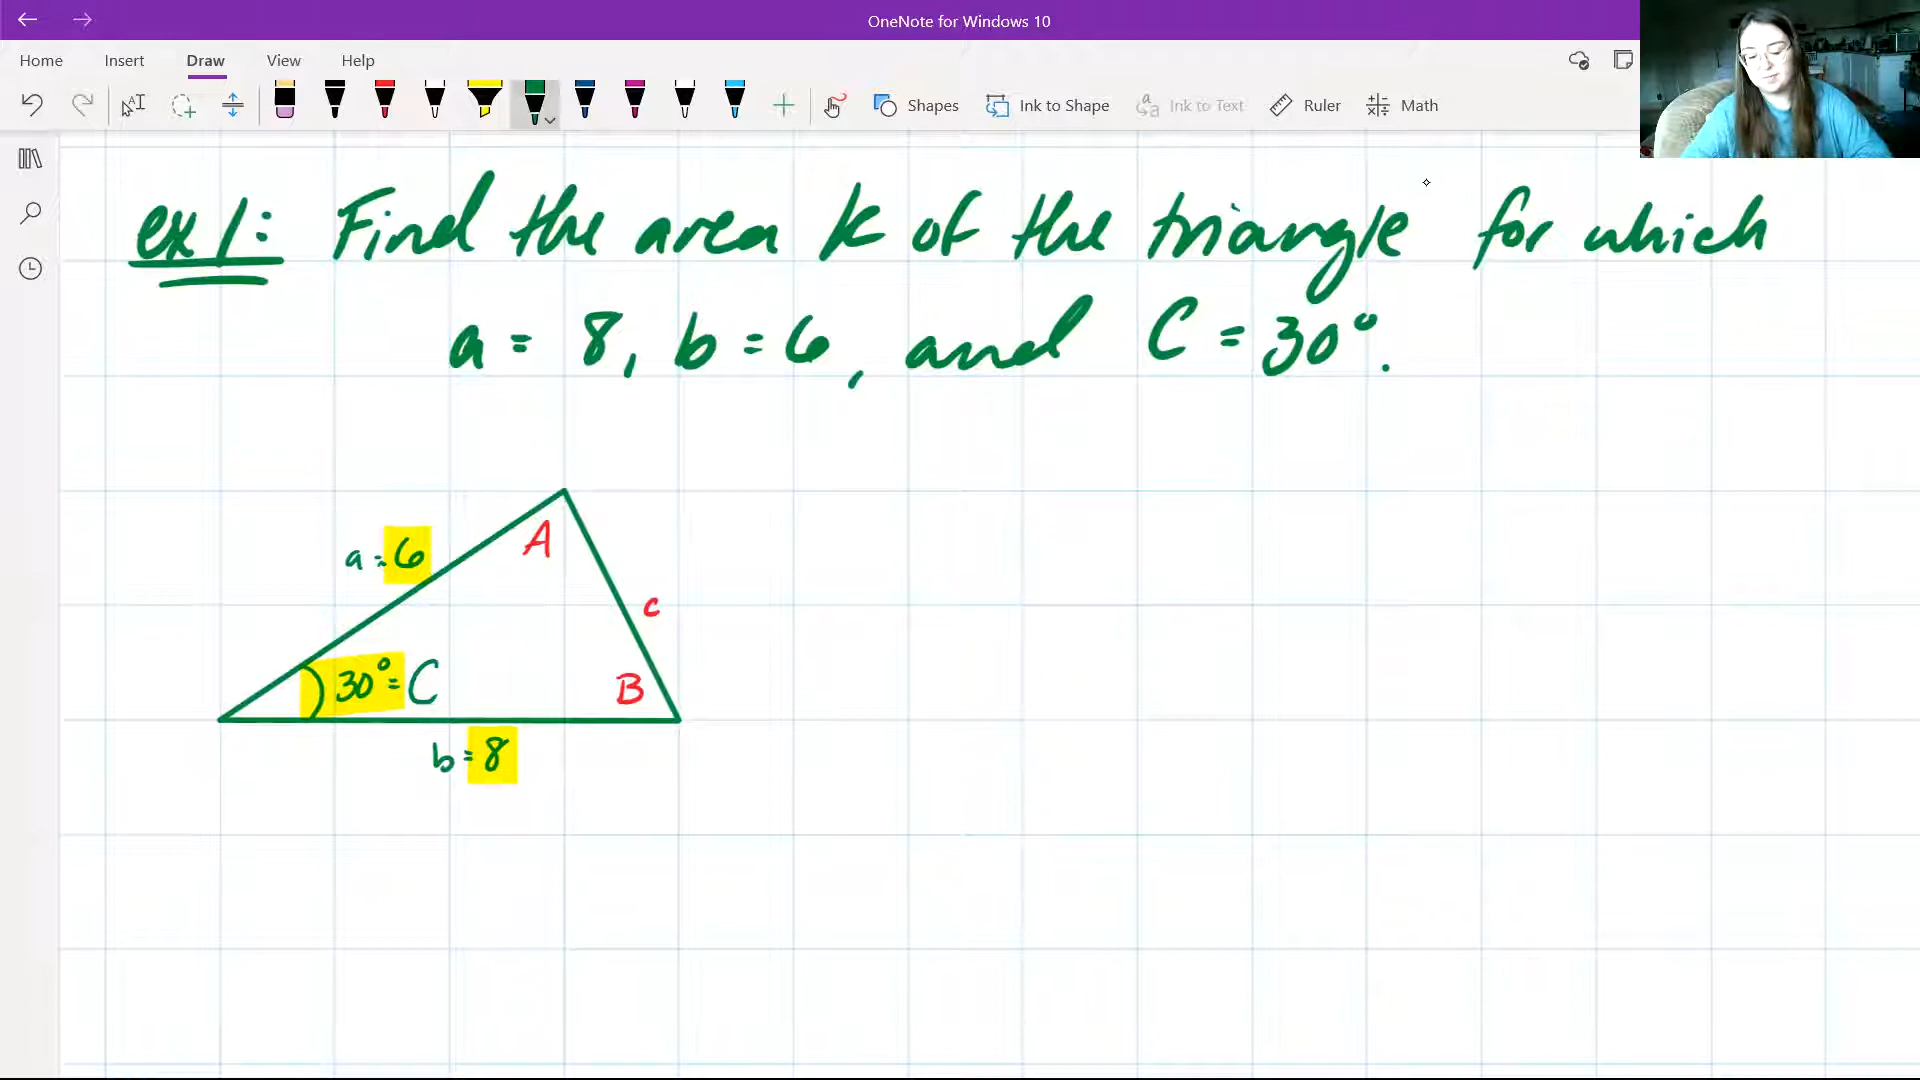 OneNote for Windows 10
Home Insert Draw View Help
Shapes Ink to Shape Ink to Text Ruler Math
ex 1: Find the area K of the triangle for which
a = 8, b = 6, and C = 30°.
A
a = 6
c
30° = C
B
b = 8